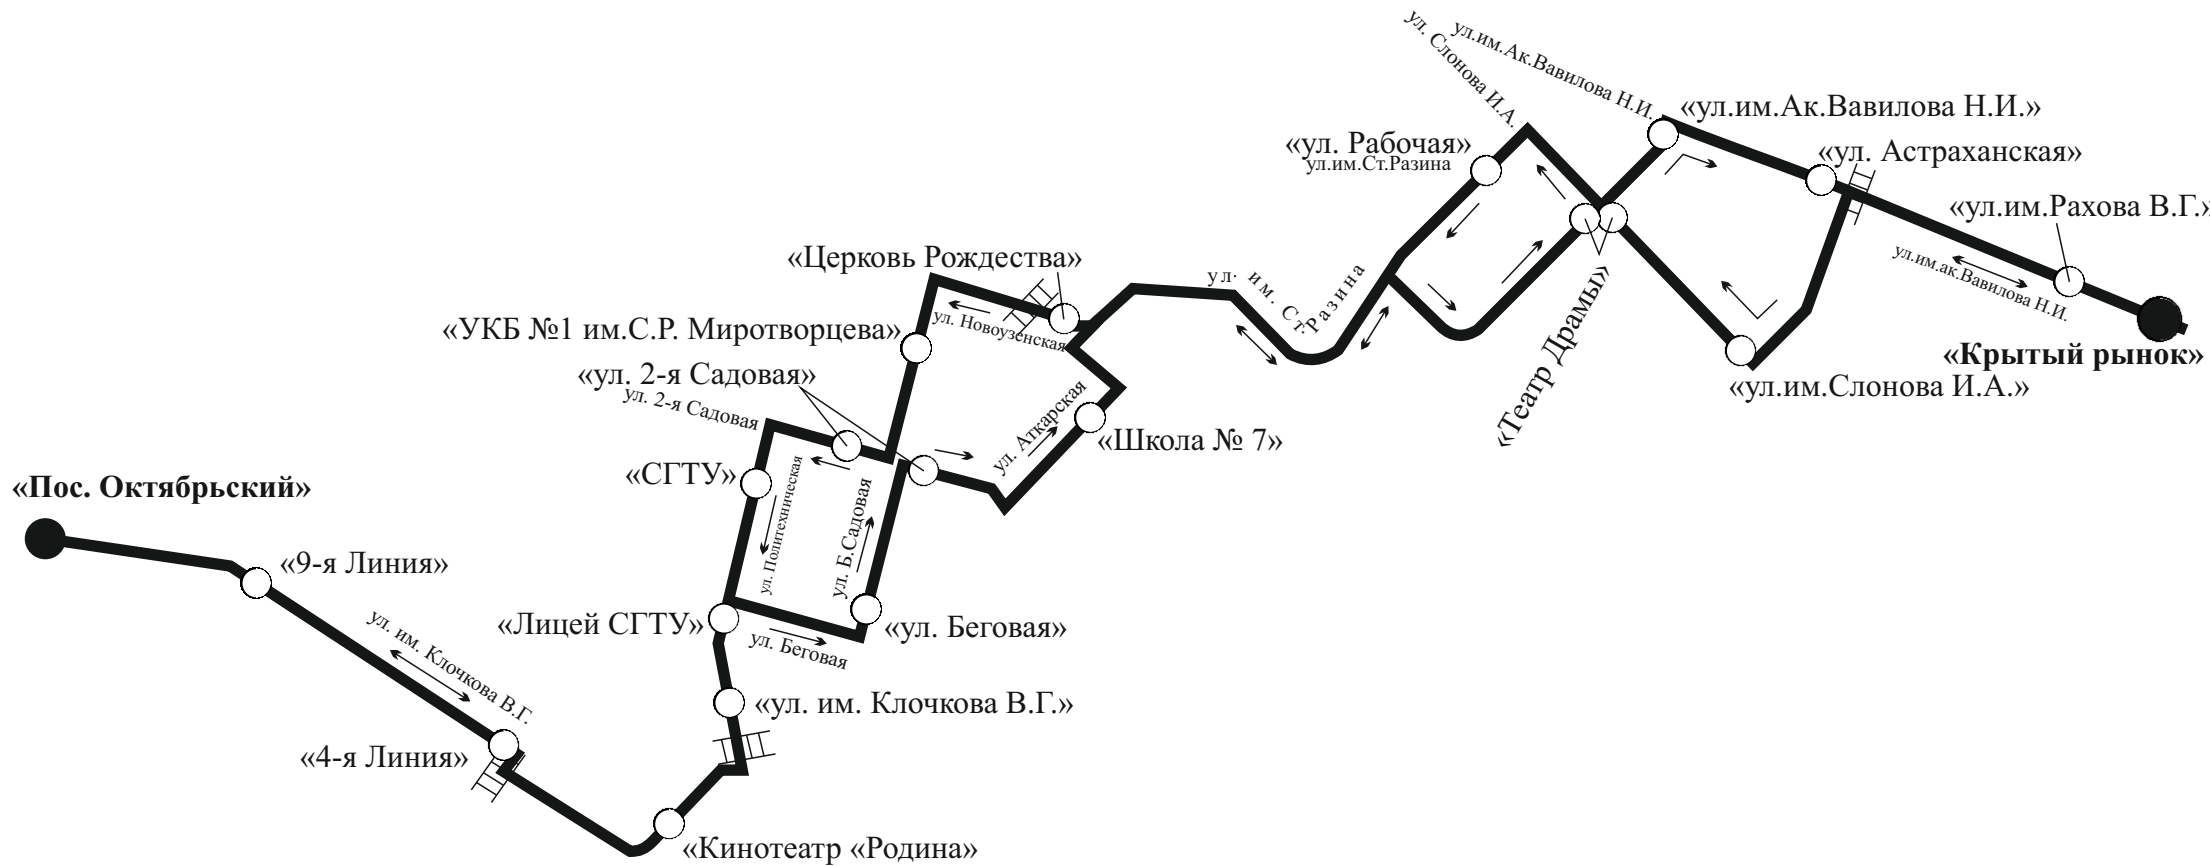 ул. Слонова И.А.
ул.им.Ак.Вавилова Н.И.
«ул.им.Ак.Вавилова Н.И.»
«ул. Рабочая»
ул.им.Ст.Разина
«ул. Астраханская»
«ул.им.Рахова В.Г.»
ул.им.ак.Вавилова Н.И.
«Крытый рынок»
«ул.им.Слонова И.А.»
«Театр Драмы»
ул. им. Ст.Разина
«Церковь Рождества»
ул. Новоузенская
«УКБ №1 им.С.Р. Миротворцева»
«ул. 2-я Садовая»
ул. 2-я Садовая
ул. Аткарская
«Школа № 7»
«СГТУ»
ул. Политехническая
ул. Б.Садовая
«Пос. Октябрьский»
«9-я Линия»
ул. им. Клочкова В.Г.
«Лицей СГТУ»
ул. Беговая
«ул. Беговая»
«ул. им. Клочкова В.Г.»
«4-я Линия»
«Кинотеатр «Родина»